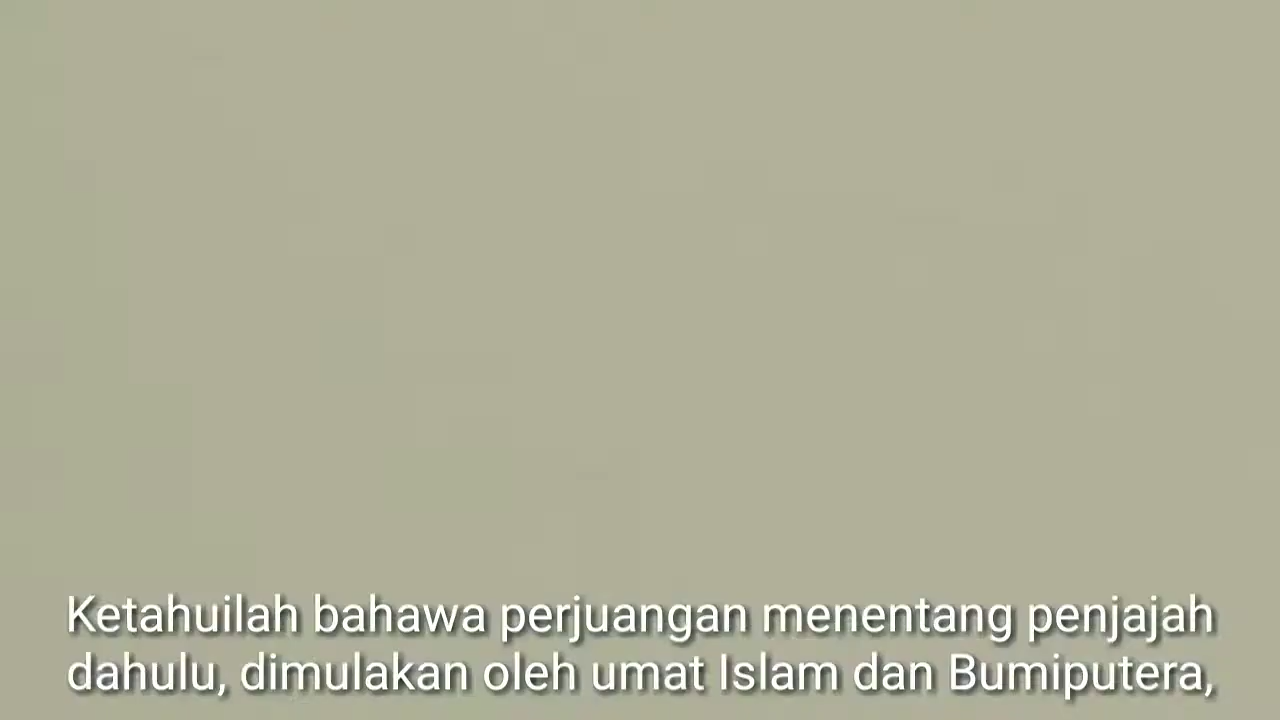 Ketahuilah bahawa perjuangan menentang penjajah
dahulu, dimulakan oleh umat Islam dan Bumiputera,